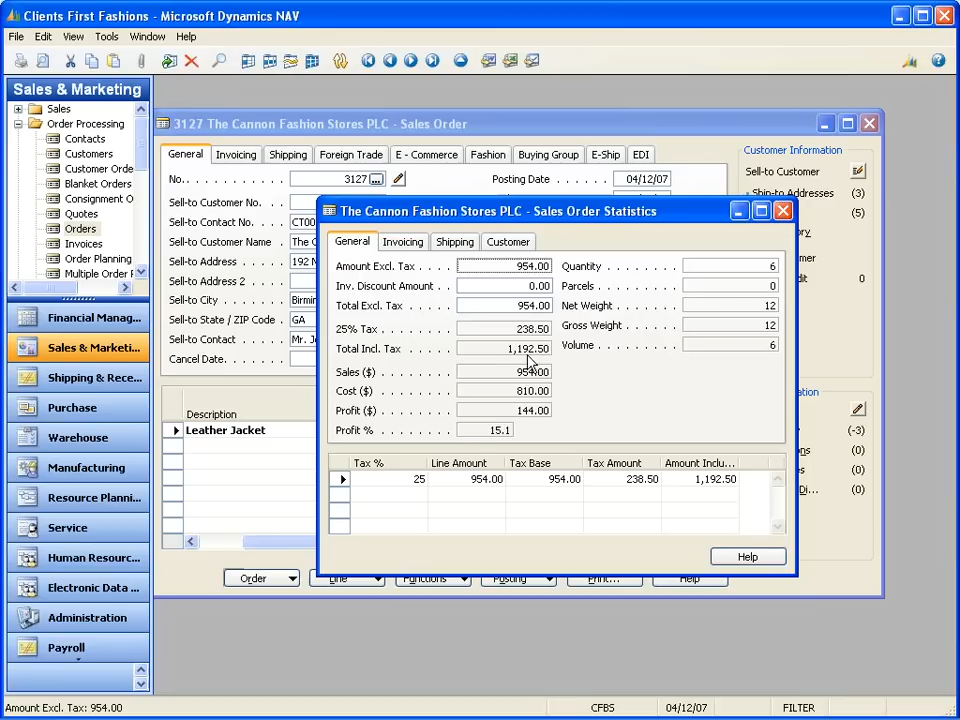 Clients First Fashions - Microsoft Dynamics NAV
File Edit View Tools Window Help
Sales & Marketing
Sales
Order Processing
Contacts
Customers
Customer Orde
Blanket Orders
Consignment O
Quotes
Orders
Invoices
Order Planning
Multiple Order F
Financial Manag...
Sales & Marketi...
Shipping & Rece...
Purchase
Warehouse
Manufacturing
Resource Planni...
Service
Human Resourc...
Electronic Data ...
Administration
Payroll
3127 The Cannon Fashion Stores PLC - Sales Order
General Invoicing Shipping Foreign Trade E - Commerce Fashion Buying Group E-Ship EDI
No. 3127 ... Posting Date 04/12/07
Sell-to Customer No.
Sell-to Contact No. CT00
Sell-to Customer Name The C
Sell-to Address 192 M
Sell-to Address 2
Sell-to City Birmin
Sell-to State / ZIP Code GA
Sell-to Contact Mr. J
Cancel Date
Description
Leather Jacket
Order Line Functions Posting Print... Help
Customer Information
Sell-to Customer
Ship-to Addresses (3)
(5)
0
(-3)
(0)
(0)
(0)
The Cannon Fashion Stores PLC - Sales Order Statistics
General Invoicing Shipping Customer
Amount Excl. Tax 954.00 Quantity 6
Inv. Discount Amount 0.00 Parcels 0
Total Excl. Tax 954.00 Net Weight 12
25% Tax 238.50 Gross Weight 12
Total Incl. Tax 1,192.50 Volume 6
Sales ($) 954.00
Cost ($) 810.00
Profit ($) 144.00
Profit % 15.1
Tax % Line Amount Tax Base Tax Amount Amount Inclu...
25 954.00 954.00 238.50 1,192.50
Help
Amount Excl. Tax: 954.00 CFBS 04/12/07 FILTER